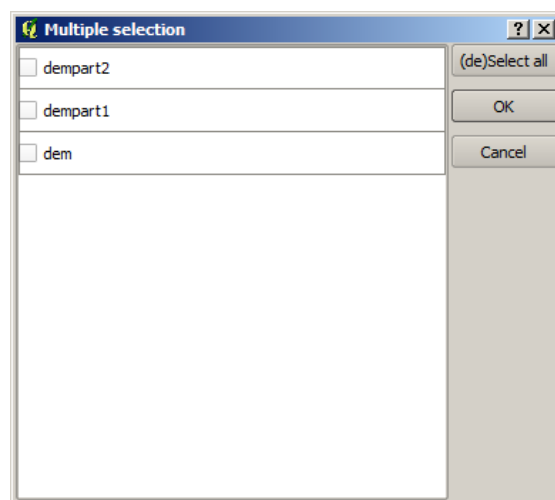 Multiple selection
dempart2
(de)Select all
dempart1
OK
dem
Cancel